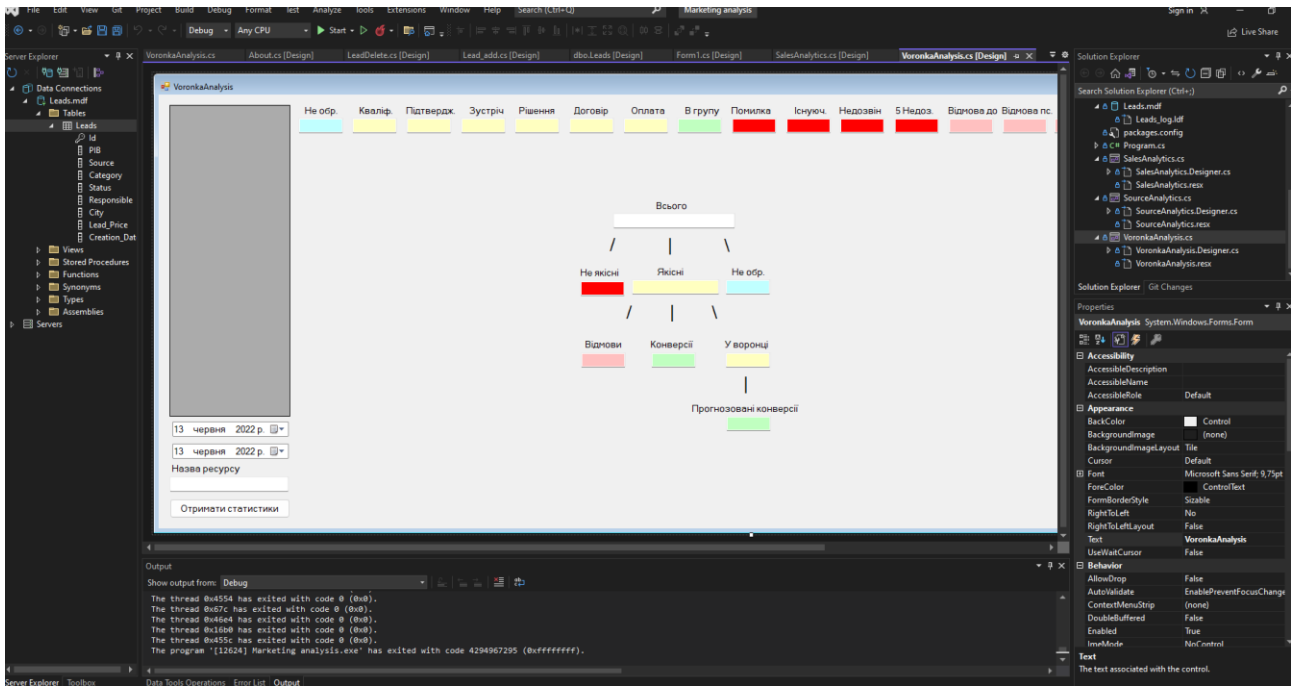 File Edit View Git Project Build Debug Format Test Analyze Tools Extensions Window Help Search (Ctrl+Q) Marketing analysis Sign in
Debug Any CPU Start Live Share
Server Explorer
Data Connections
Leads.mdf
Tables
Leads
Id
PIB
Source
Category
Status
Responsible
City
Lead_Price
Creation_Dat
Views
Stored Procedures
Functions
Synonyms
Types
Assemblies
Servers
Server Explorer Toolbox
VoronkaAnalysis.cs About.cs [Design] LeadDelete.cs [Design] Lead_add.cs [Design] dbo.Leads [Design] Form1.cs [Design] SalesAnalytics.cs [Design] VoronkaAnalysis.cs [Design]
VoronkaAnalysis
Не обр. Кваліф. Підтвердж. Зустріч Рішення Договір Оплата В групу Помилка Існуюч. Недозвін 5 Недоз. Відмова до Відмова пс.
Всього
/ | \
Не якісні Якісні Не обр.
/ | \
Відмови Конверсії У воронці
|
Прогнозовані конверсії
13 червня 2022 р.
13 червня 2022 р.
Назва ресурсу
Отримати статистики
Output
Show output from: Debug
The thread 0x4554 has exited with code 0 (0x0).
The thread 0x67c has exited with code 0 (0x0).
The thread 0x46e4 has exited with code 0 (0x0).
The thread 0x16b0 has exited with code 0 (0x0).
The thread 0x455c has exited with code 0 (0x0).
The program '[12624] Marketing analysis.exe' has exited with code 4294967295 (0xffffffff).
Data Tools Operations Error List Output
Solution Explorer
Search Solution Explorer (Ctrl+;)
Leads.mdf
Leads_log.ldf
packages.config
C# Program.cs
SalesAnalytics.cs
SalesAnalytics.Designer.cs
SalesAnalytics.resx
SourceAnalytics.cs
SourceAnalytics.Designer.cs
SourceAnalytics.resx
VoronkaAnalysis.cs
VoronkaAnalysis.Designer.cs
VoronkaAnalysis.resx
Solution Explorer Git Changes
Properties
VoronkaAnalysis System.Windows.Forms.Form
Accessibility
AccessibleDescription
AccessibleName
AccessibleRole Default
Appearance
BackColor Control
BackgroundImage (none)
BackgroundImageLayout Tile
Cursor Default
Font Microsoft Sans Serif; 9,75pt
ForeColor ControlText
FormBorderStyle Sizable
RightToLeft No
RightToLeftLayout False
Text VoronkaAnalysis
UseWaitCursor False
Behavior
AllowDrop False
AutoValidate EnablePreventFocusChange
ContextMenuStrip (none)
DoubleBuffered False
Enabled True
ImeMode NoControl
Text
The text associated with the control.